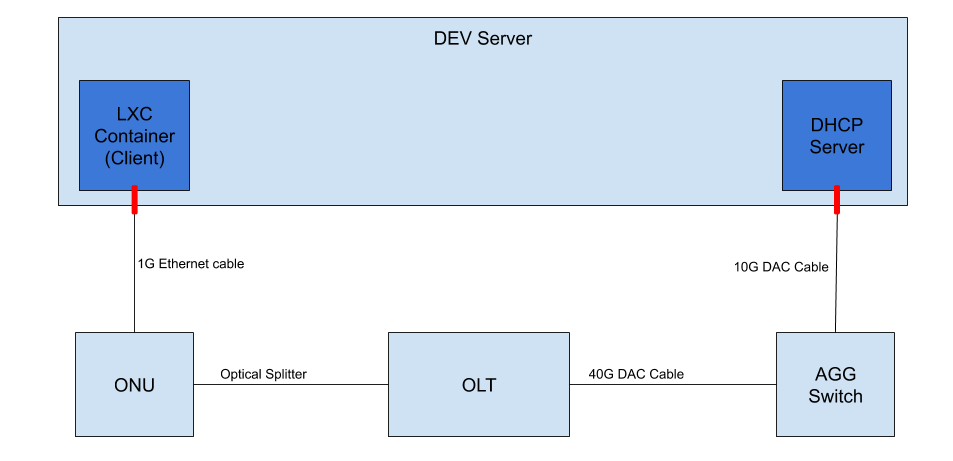 DEV Server
LXC
Container
(Client)
DHCP
Server
1G Ethernet cable
10G DAC Cable
ONU
Optical Splitter
OLT
40G DAC Cable
AGG
Switch